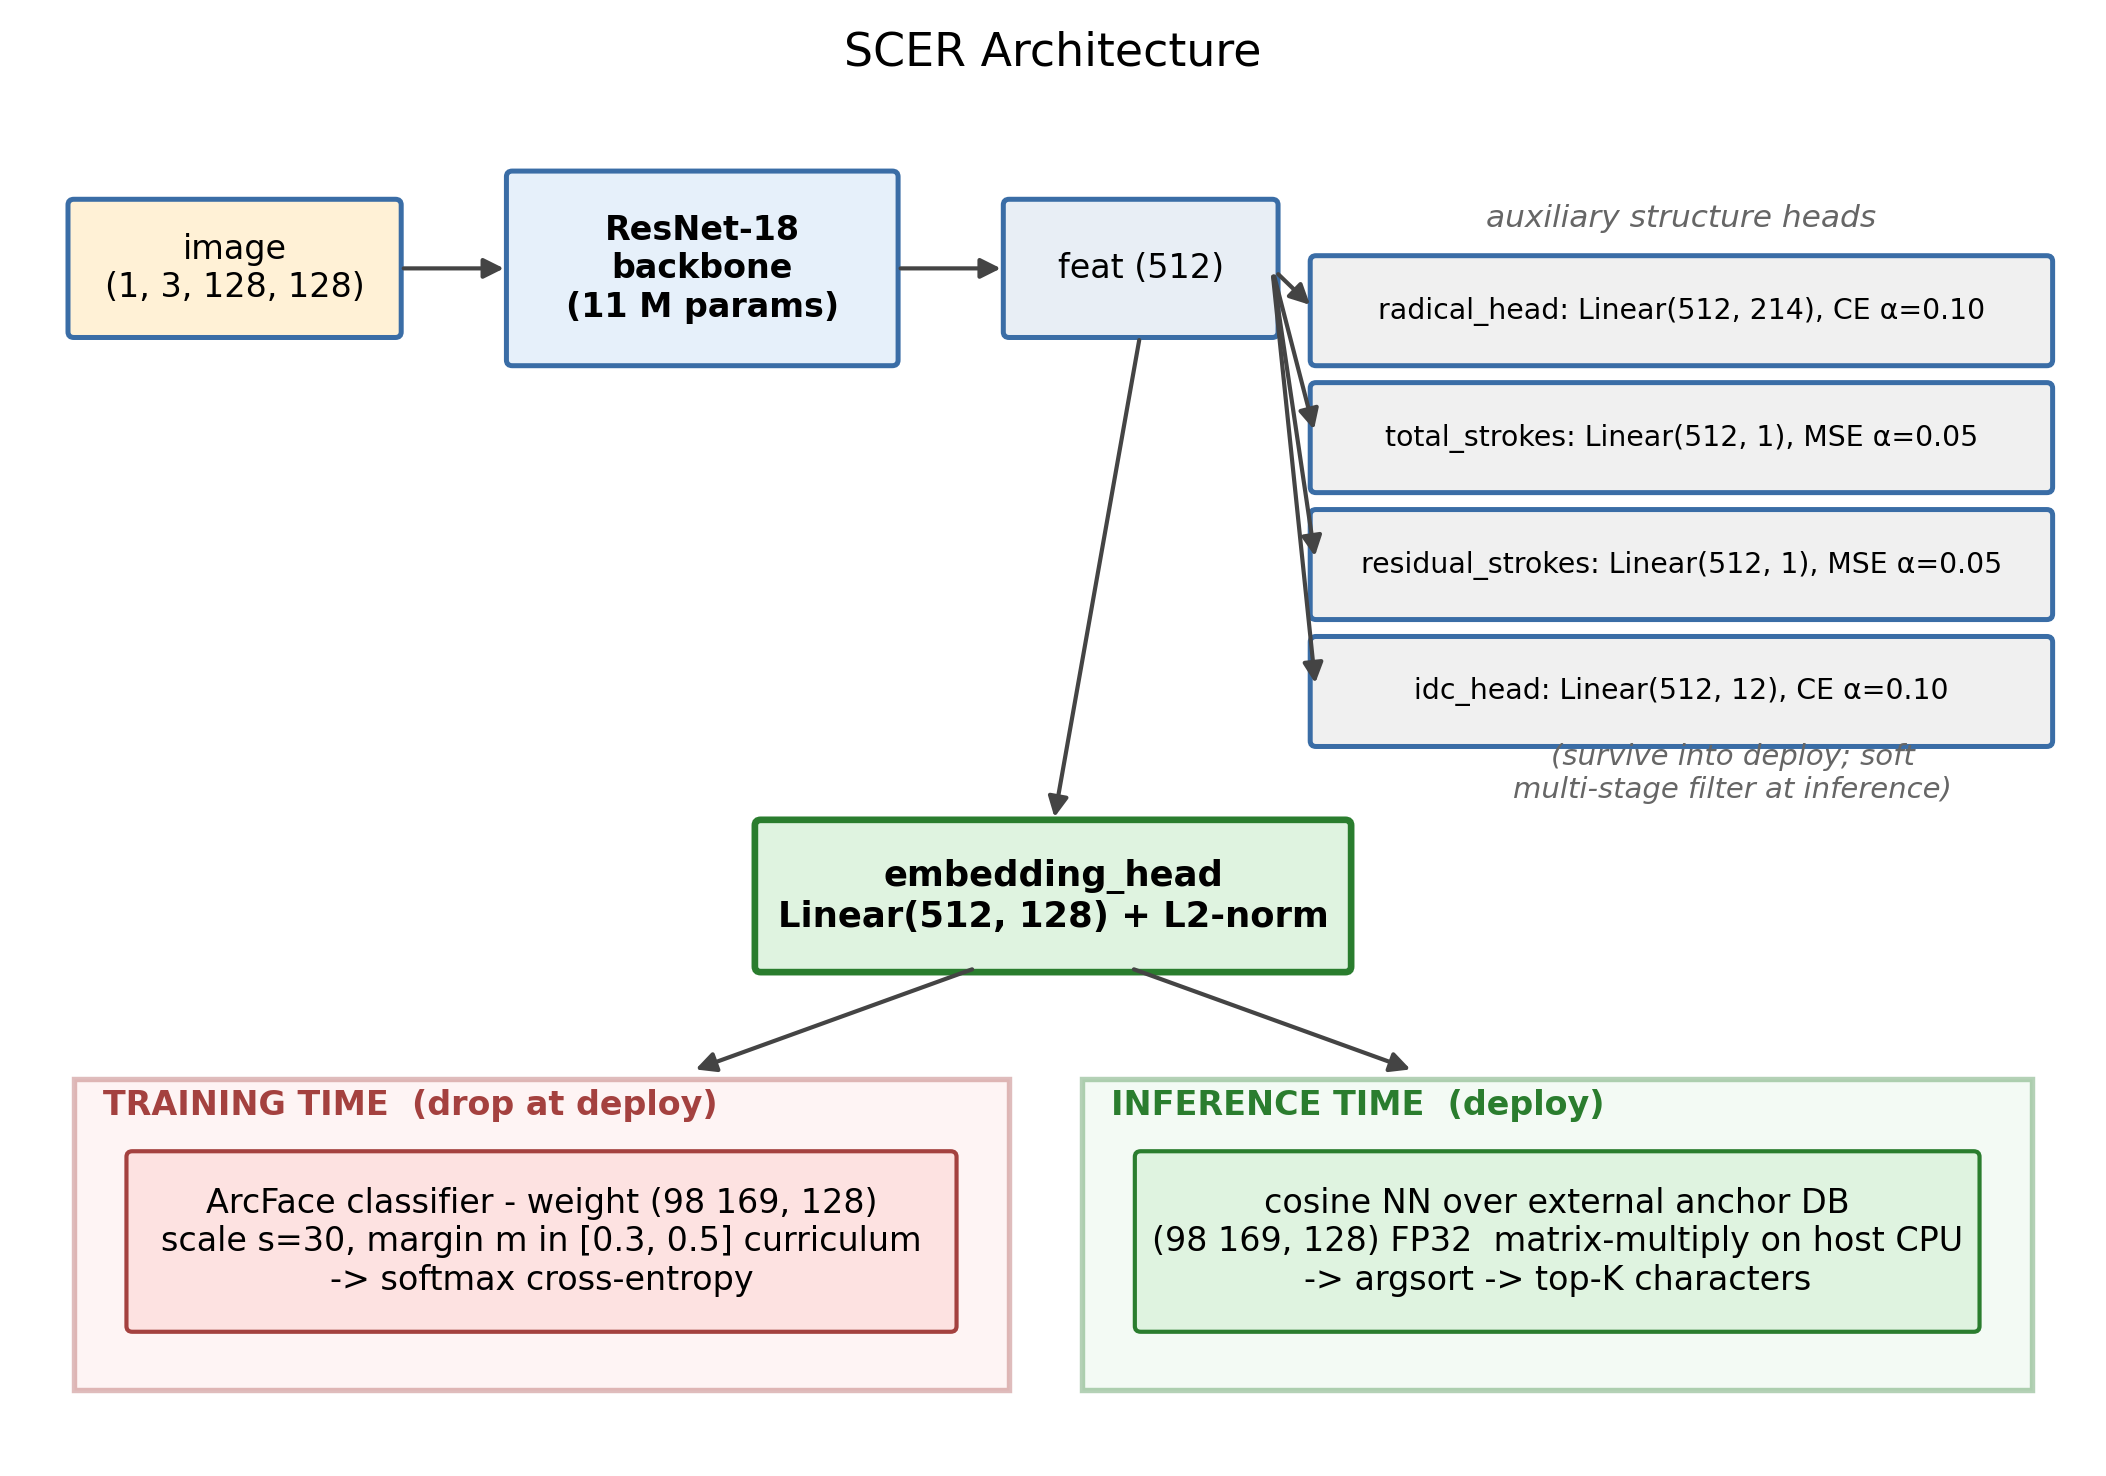 SCER Architecture
image
(1, 3, 128, 128)
ResNet-18
backbone
(11 M params)
feat (512)
auxiliary structure heads
radical_head: Linear(512, 214), CE α=0.10
total_strokes: Linear(512, 1), MSE α=0.05
residual_strokes: Linear(512, 1), MSE α=0.05
idc_head: Linear(512, 12), CE α=0.10
(survive into deploy; soft
multi-stage filter at inference)
embedding_head
Linear(512, 128) + L2-norm
TRAINING TIME  (drop at deploy)
ArcFace classifier - weight (98 169, 128)
scale s=30, margin m in [0.3, 0.5] curriculum
-> softmax cross-entropy
INFERENCE TIME  (deploy)
cosine NN over external anchor DB
(98 169, 128) FP32  matrix-multiply on host CPU
-> argsort -> top-K characters